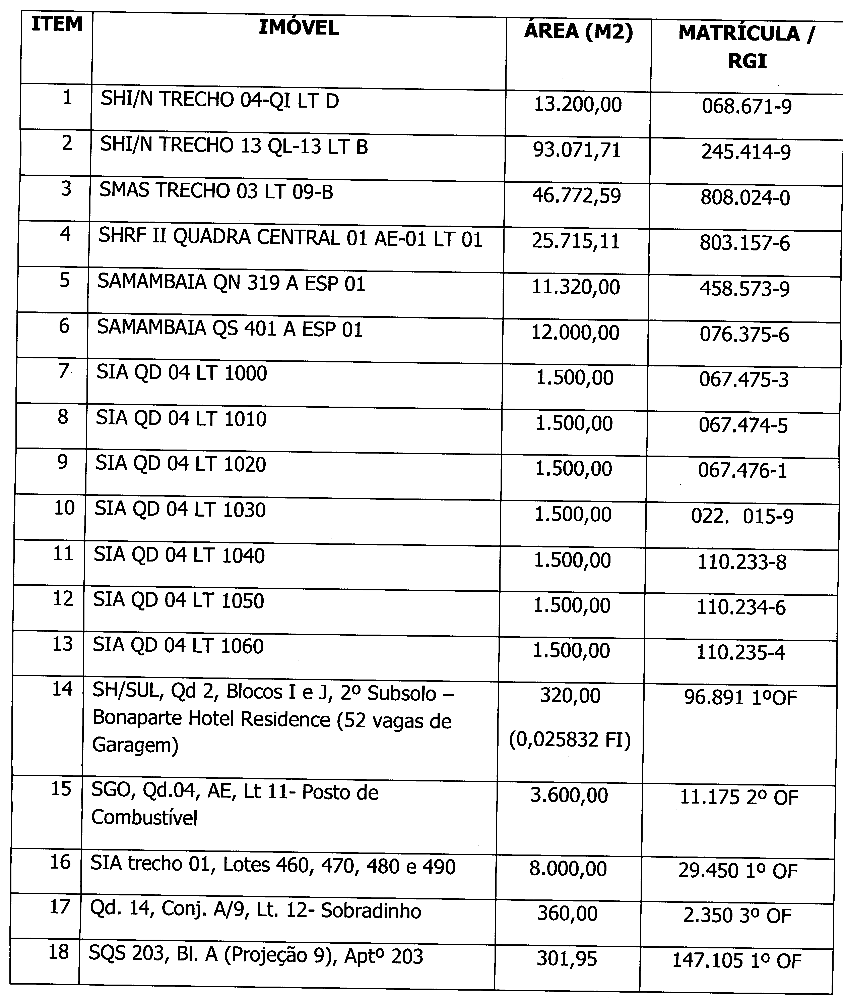 ITEM IMÓVEL ÁREA (M2) MATRÍCULA /
RGI
1 SHI/N TRECHO 04-QI LT D 13.200,00 068.671-9
2 SHI/N TRECHO 13 QL-13 LT B 93.071,71 245.414-9
3 SMAS TRECHO 03 LT 09-B 46.772,59 808.024-0
4 SHRF II QUADRA CENTRAL 01 AE-01 LT 01 25.715,11 803.157-6
5 SAMAMBAIA QN 319 A ESP 01 11.320,00 458.573-9
6 SAMAMBAIA QS 401 A ESP 01 12.000,00 076.375-6
7 SIA QD 04 LT 1000 1.500,00 067.475-3
8 SIA QD 04 LT 1010 1.500,00 067.474-5
9 SIA QD 04 LT 1020 1.500,00 067.476-1
10 SIA QD 04 LT 1030 1.500,00 022. 015-9
11 SIA QD 04 LT 1040 1.500,00 110.233-8
12 SIA QD 04 LT 1050 1.500,00 110.234-6
13 SIA QD 04 LT 1060 1.500,00 110.235-4
14 SH/SUL, Qd 2, Blocos I e J, 2º Subsolo – 320,00 96.891 1ºOF
Bonaparte Hotel Residence (52 vagas de
Garagem) (0,025832 FI)
15 SGO, Qd.04, AE, Lt 11- Posto de 3.600,00 11.175 2º OF
Combustível
16 SIA trecho 01, Lotes 460, 470, 480 e 490 8.000,00 29.450 1º OF
17 Qd. 14, Conj. A/9, Lt. 12- Sobradinho 360,00 2.350 3º OF
18 SQS 203, Bl. A (Projeção 9), Aptº 203 301,95 147.105 1º OF